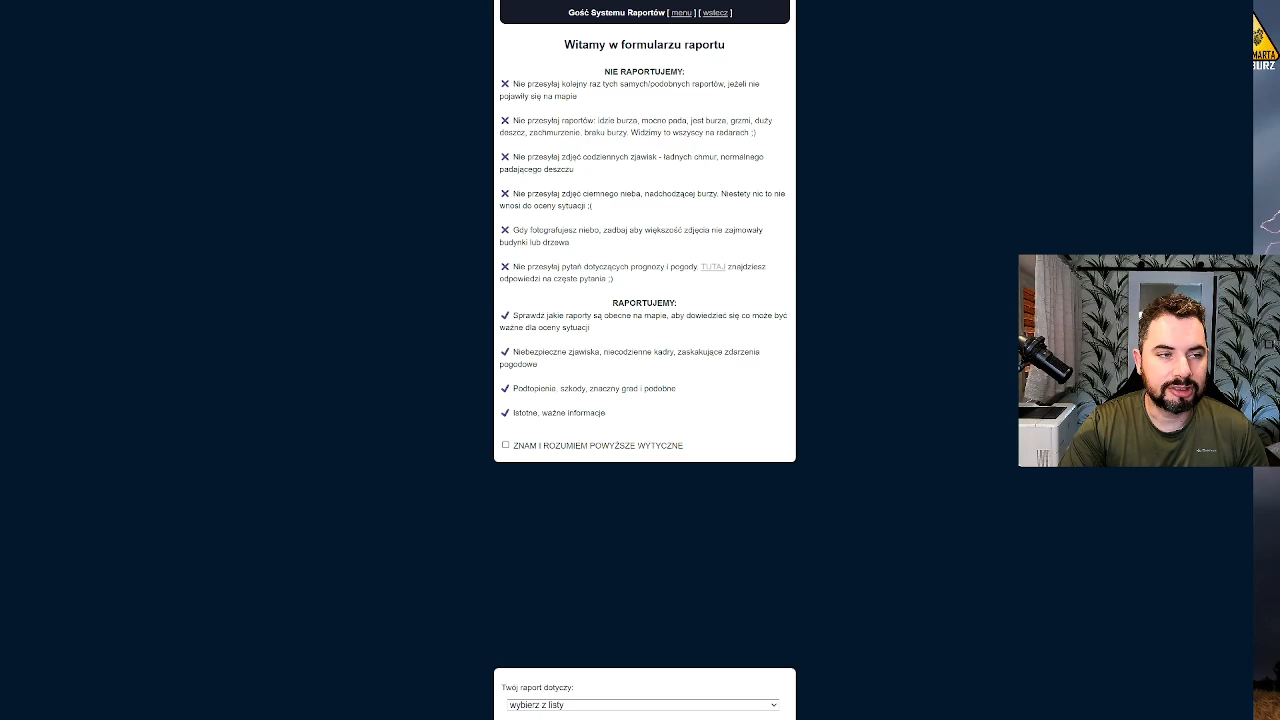 Gość Systemu Raportów [ menu ] [ wstecz ]
Witamy w formularzu raportu
NIE RAPORTUJEMY:
Nie przesyłaj kolejny raz tych samych/podobnych raportów, jeżeli nie
pojawiły się na mapie
Nie przesyłaj raportów: idzie burza, mocno pada, jest burza, grzmi, duży
deszcz, zachmurzenie, braku burzy. Widzimy to wszyscy na radarach ;)
Nie przesyłaj zdjęć codziennych zjawisk - ładnych chmur, normalnego
padającego deszczu
Nie przesyłaj zdjęć ciemnego nieba, nadchodzącej burzy. Niestety nic to nie
wnosi do oceny sytuacji ;(
Gdy fotografujesz niebo, zadbaj aby większość zdjęcia nie zajmowały
budynki lub drzewa
Nie przesyłaj pytań dotyczących prognozy i pogody. TUTAJ znajdziesz
odpowiedzi na częste pytania ;)
RAPORTUJEMY:
Sprawdź jakie raporty są obecne na mapie, aby dowiedzieć się co może być
ważne dla oceny sytuacji
Niebezpieczne zjawiska, niecodzienne kadry, zaskakujące zdarzenia
pogodowe
Podtopienia, szkody, znaczny grad i podobne
Istotne, ważne informacje
ZNAM I ROZUMIEM POWYŻSZE WYTYCZNE
Twój raport dotyczy:
wybierz z listy